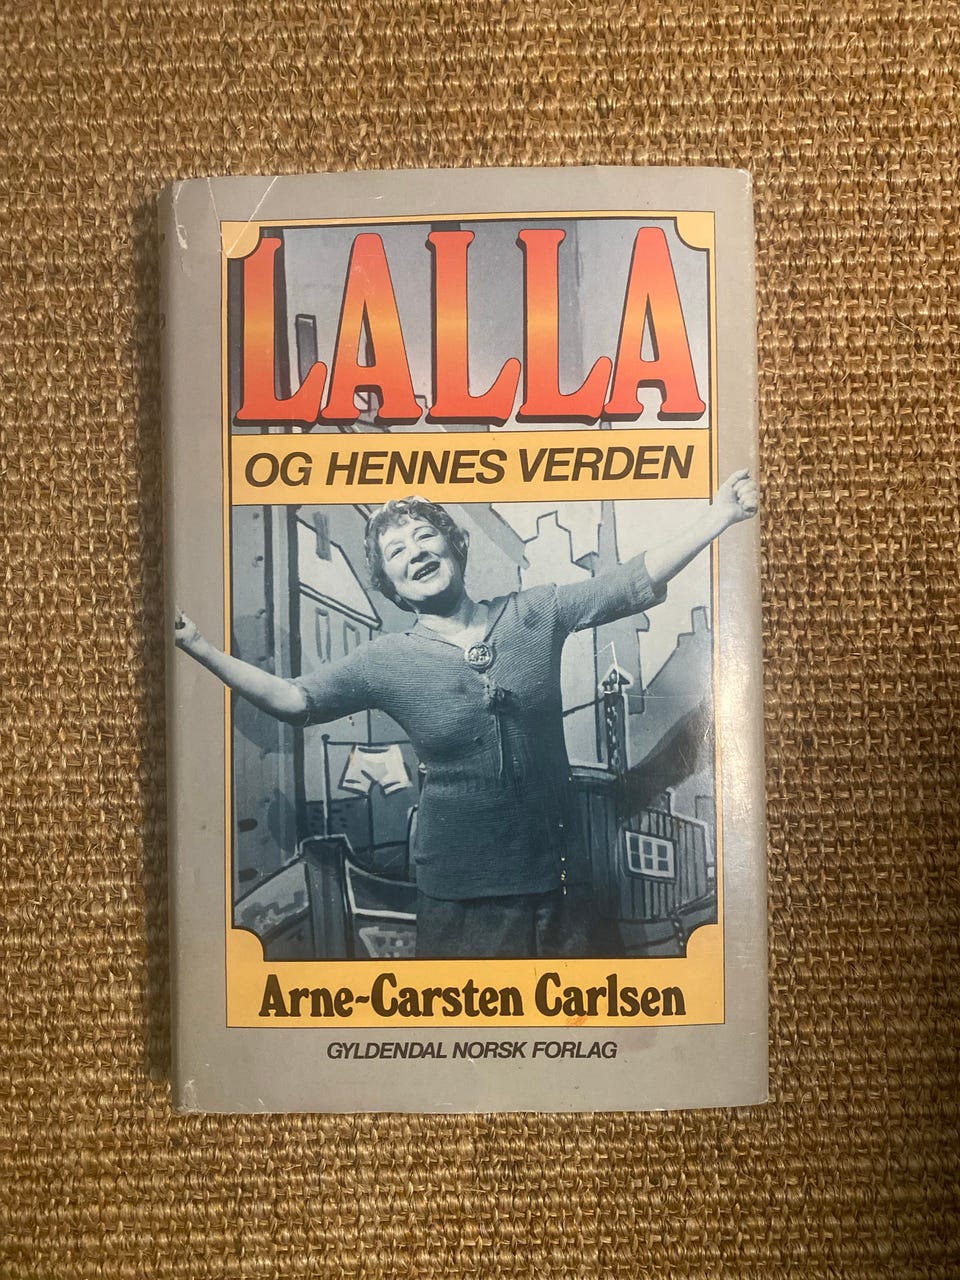 LALLA
OG HENNES VERDEN
Arne-Carsten Carlsen
GYLDENDAL NORSK FORLAG